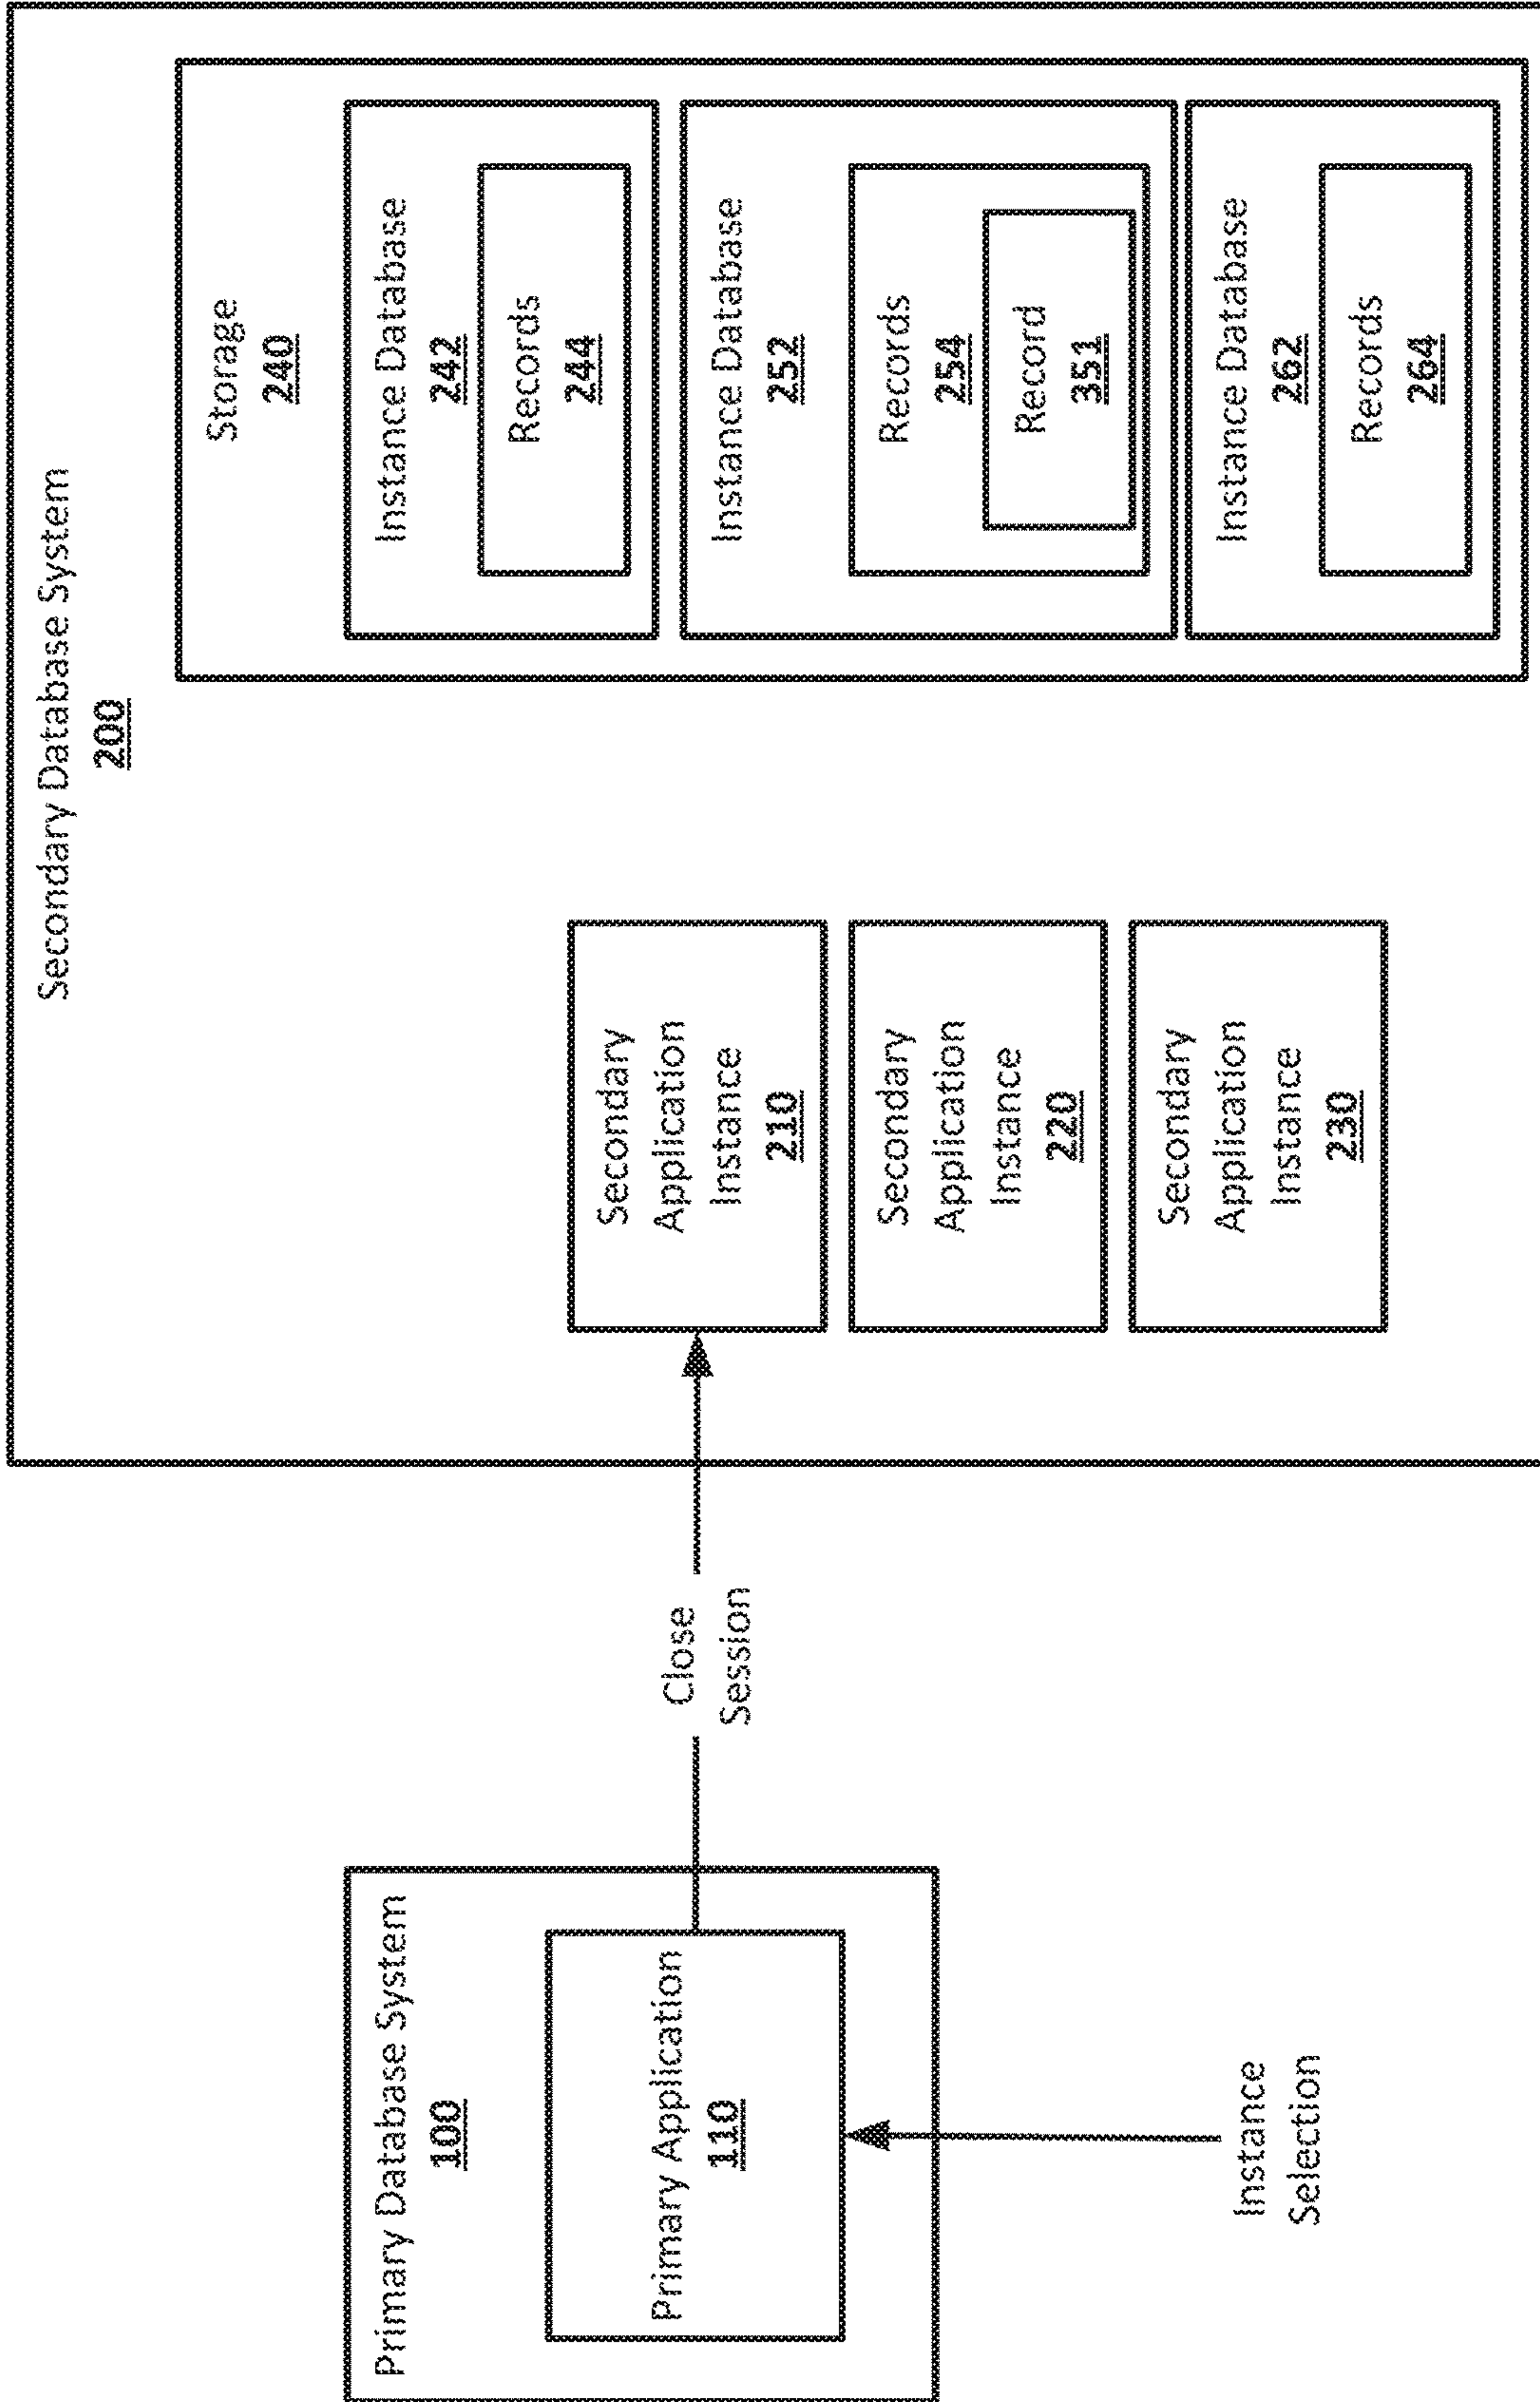 Secondary Database System
200
Storage
240
Instance Database
242
Records
244
Instance Database
252
Records
254
Record
351
Instance Database
262
Records
264
Secondary
Application
Instance
210
Secondary
Application
Instance
220
Secondary
Application
Instance
230
Close
Session
Primary Database System
100
Primary Application
110
Instance
Selection